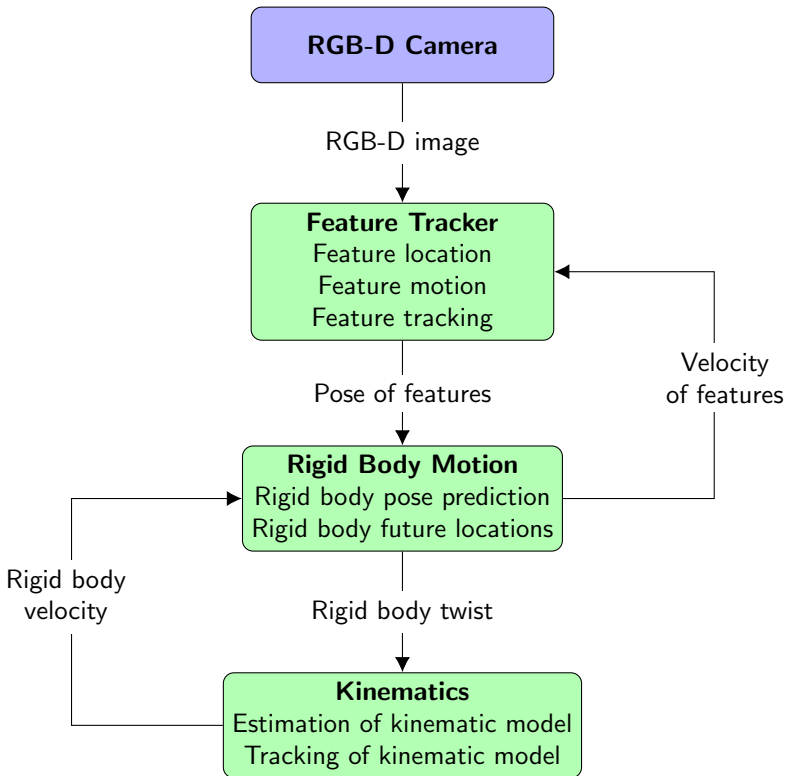 RGB-D Camera
RGB-D image
Feature Tracker
Feature location
Feature motion
Feature tracking
Velocity
of features
Pose of features
Rigid Body Motion
Rigid body pose prediction
Rigid body future locations
Rigid body
velocity
Rigid body twist
Kinematics
Estimation of kinematic model
Tracking of kinematic model